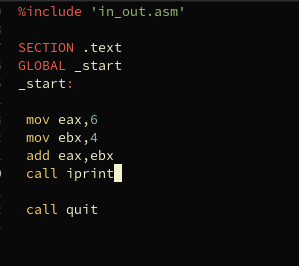 %include 'in_out.asm'
SECTION .text
GLOBAL _start
_start:
mov eax,6
mov ebx,4
add eax,ebx
call iprint
call quit